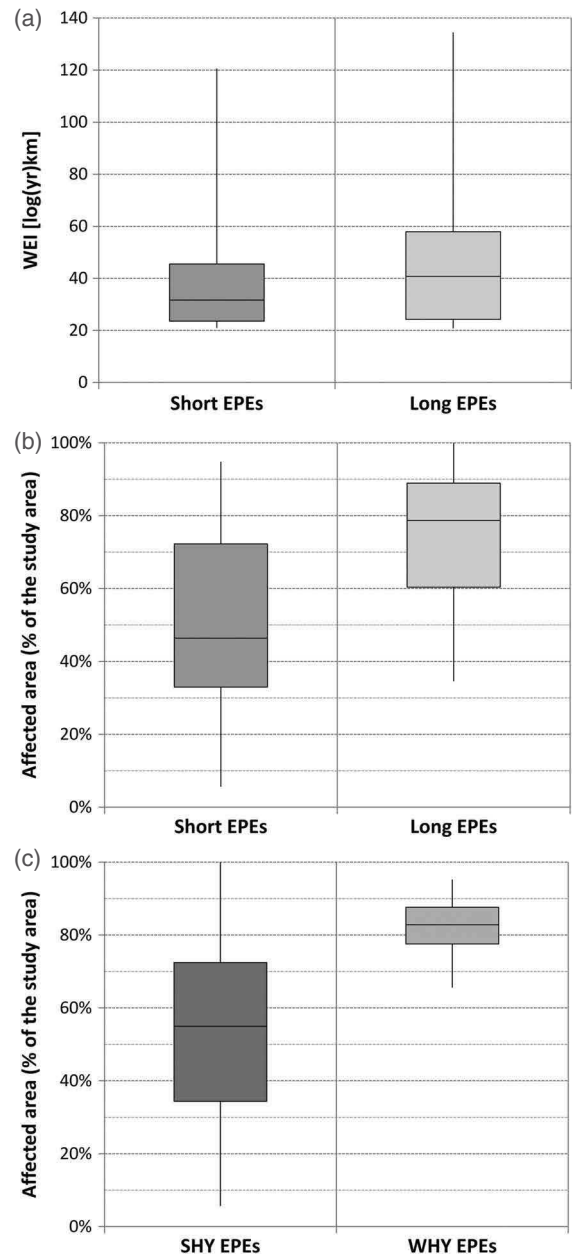 (a)
WEI [log(yr)km]
140
120
100
80
60
40
20
0
Short EPEs
Long EPEs
(b)
Affected area (% of the study area)
100%
80%
60%
40%
20%
0%
Short EPEs
Long EPEs
(c)
Affected area (% of the study area)
100%
80%
60%
40%
20%
0%
SHY EPEs
WHY EPEs